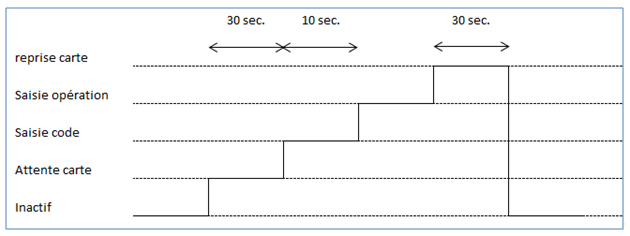 30 sec. 10 sec. 30 sec.
reprise carte
Saisie opération
Saisie code
Attente carte
Inactif